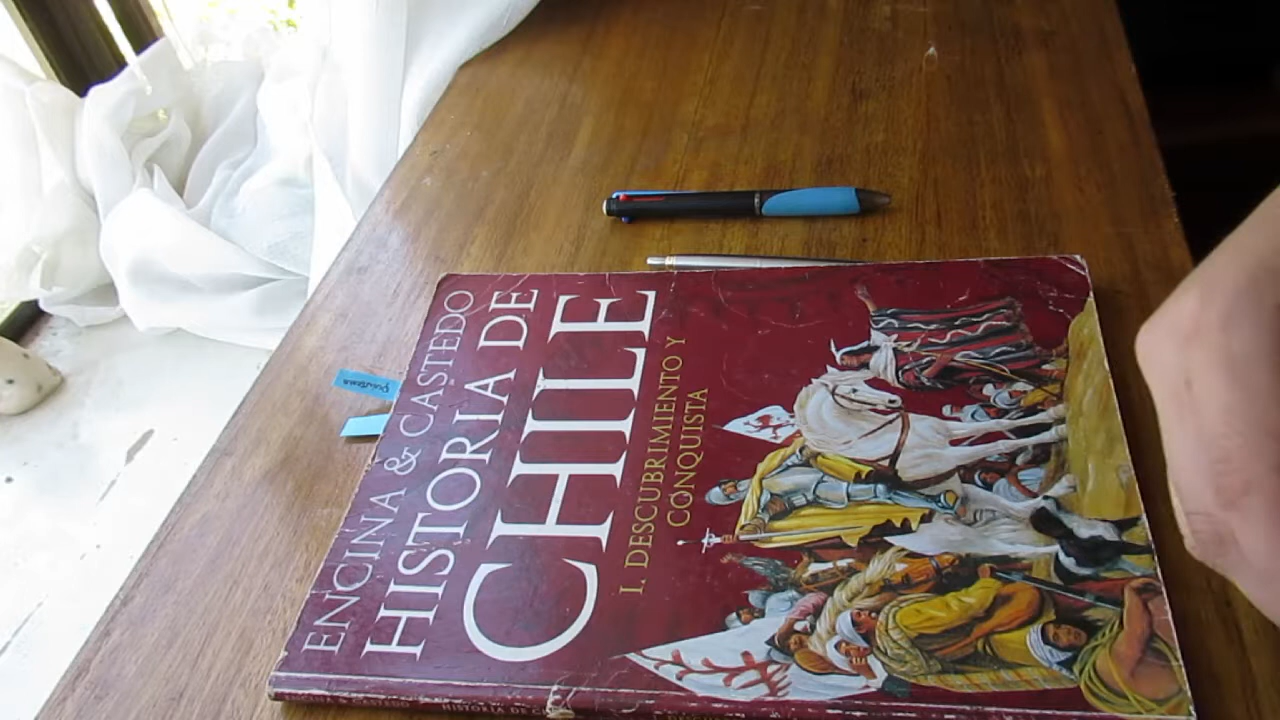 ENCINA & CASTEDO
HISTORIA DE
CHILE
I. DESCUBRIMIENTO Y
CONQUISTA